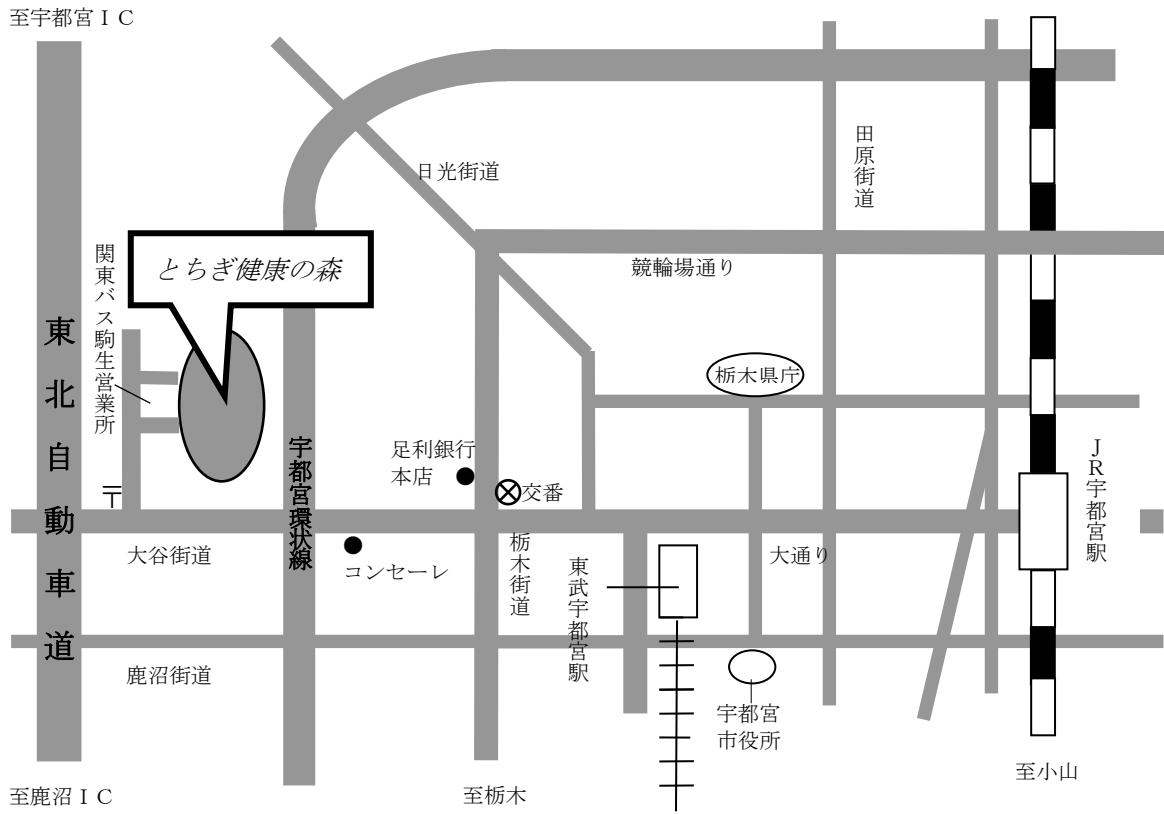 至宇都宮ＩＣ
日光街道
田原街道
関東バス駒生営業所
とちぎ健康の森
競輪場通り
東北自動車道
栃木県庁
宇都宮環状線
足利銀行
本店
交番
ＪＲ宇都宮駅
〒
大谷街道
コンセーレ
栃木街道
東武宇都宮駅
大通り
鹿沼街道
宇都宮
市役所
至鹿沼ＩＣ
至栃木
至小山